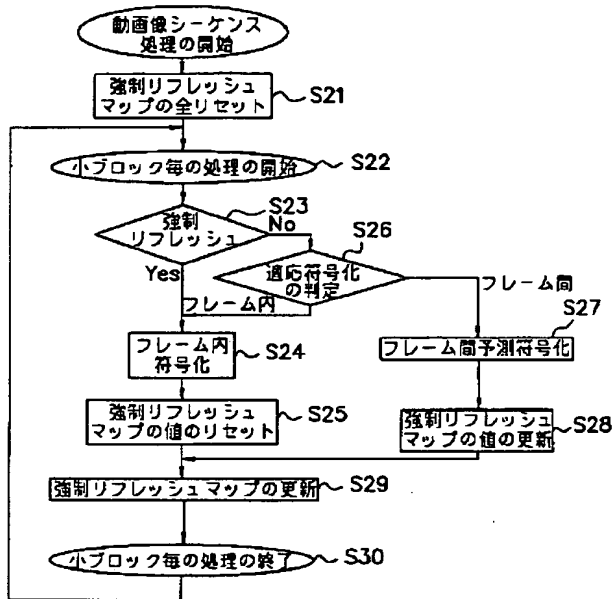 動画像シーケンス
処理の開始
強制リフレッシュ
マップの全リセット
S21
小ブロック毎の処理の開始
S22
強制
リフレッシュ
S23
No
Yes
適応符号化
の判定
S26
フレーム内
フレーム間
フレーム内
符号化
S24
フレーム間予測符号化
S27
強制リフレッシュ
マップの値のリセット
S25
強制リフレッシュ
マップの値の更新
S28
強制リフレッシュマップの更新
S29
小ブロック毎の処理の終了
S30